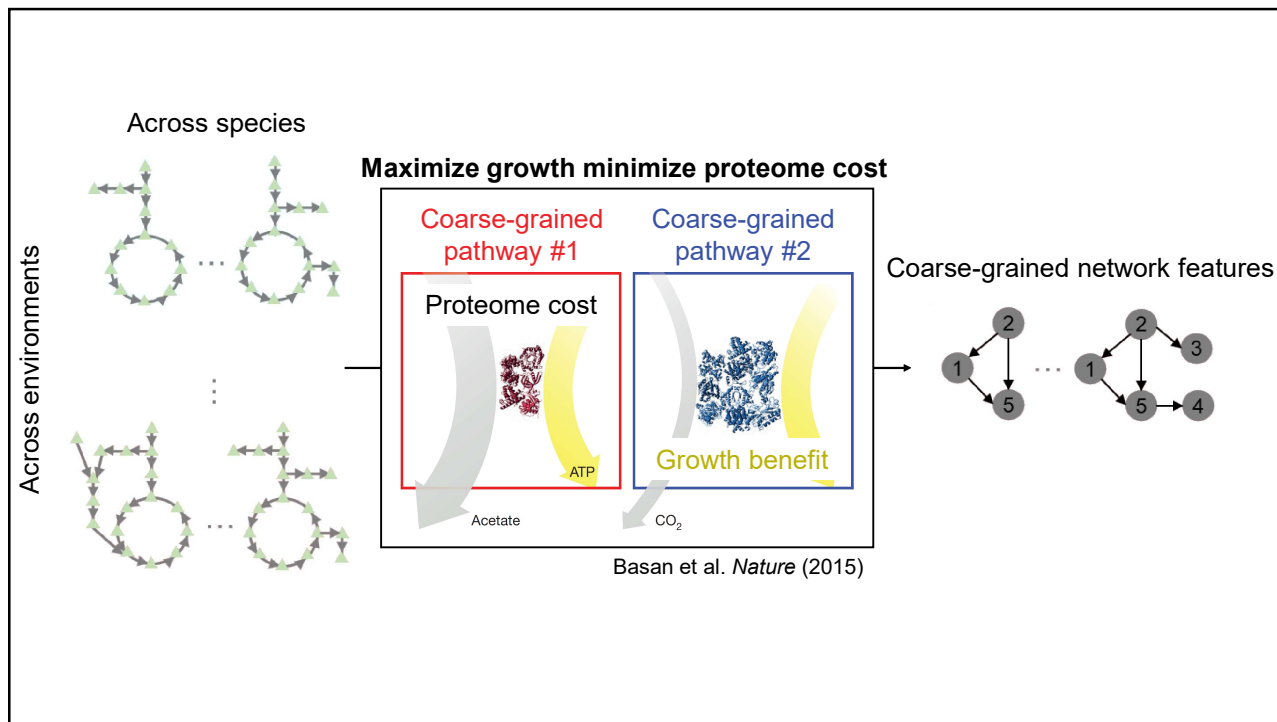 Across species
Across environments
Maximize growth minimize proteome cost
Coarse-grained
pathway #1
Proteome cost
ATP
Acetate
Coarse-grained
pathway #2
Growth benefit
CO₂
Basan et al. Nature (2015)
Coarse-grained network features
2
1
5
2
3
1
5
4